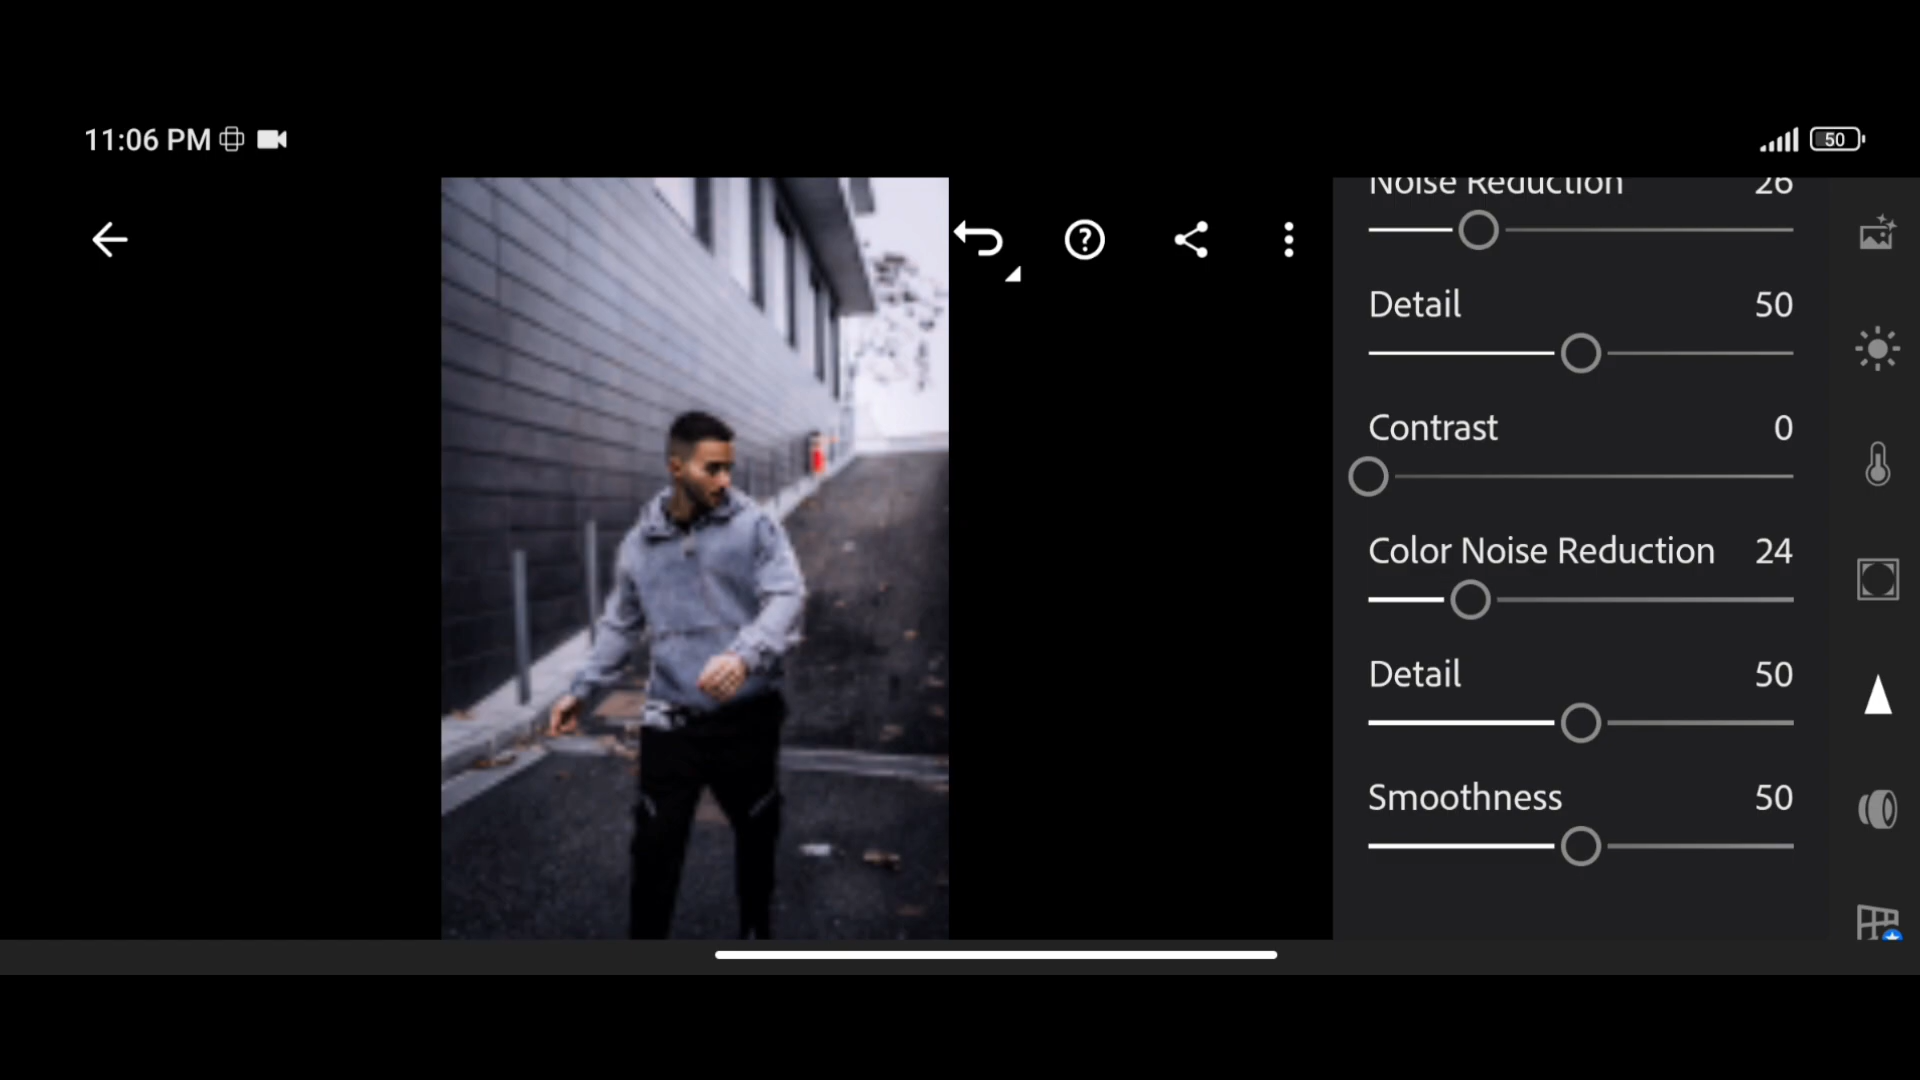 11:06 PM
50
Noise Reduction 26
Detail 50
Contrast 0
Color Noise Reduction 24
Detail 50
Smoothness 50